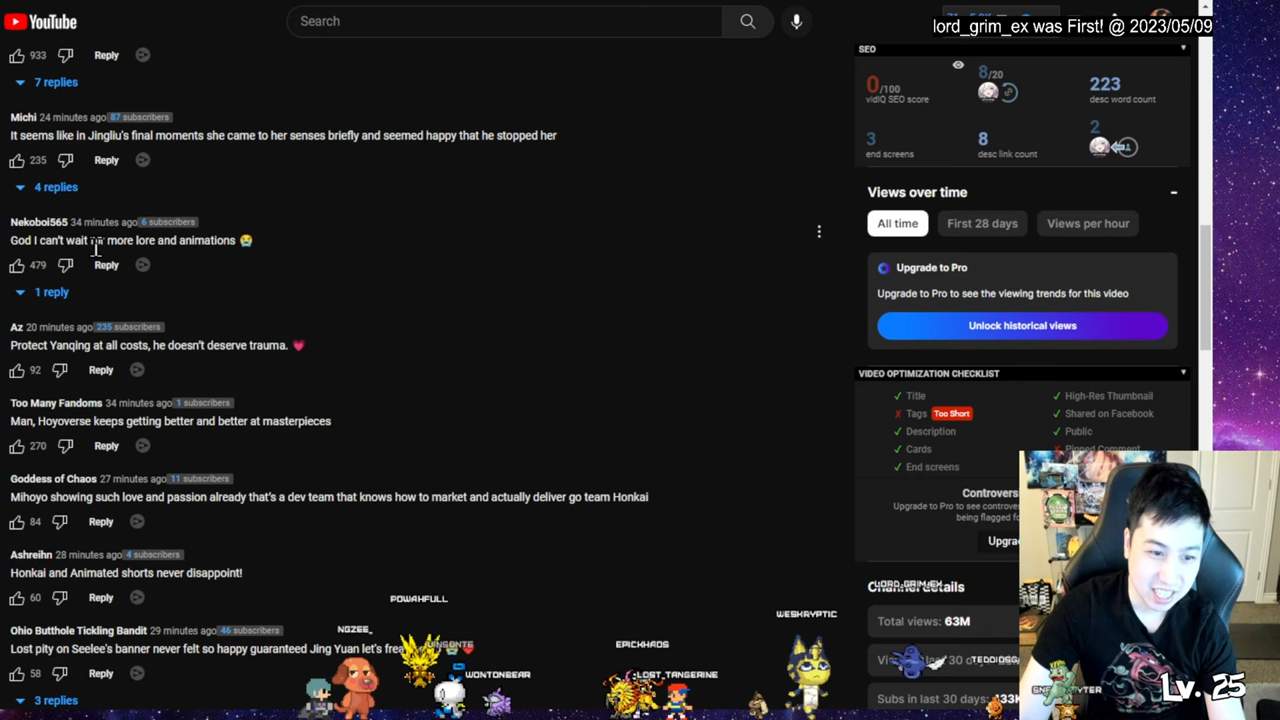 YouTube
Search
lord_grim_ex was First! @ 2023/05/09
933 Reply
7 replies
Michi 24 minutes ago 87 subscribers
It seems like in Jingliu's final moments she came to her senses briefly and seemed happy that he stopped her
235 Reply
4 replies
Nekoboi565 34 minutes ago 6 subscribers
God I can't wait more lore and animations 😭
479 Reply
1 reply
Az 20 minutes ago 235 subscribers
Protect Yanqing at all costs, he doesn't deserve trauma. 💗
92 Reply
Too Many Fandoms 34 minutes ago 1 subscribers
Man, Hoyoverse keeps getting better and better at masterpieces
270 Reply
Goddess of Chaos 27 minutes ago 11 subscribers
Mihoyo showing such love and passion already that's a dev team that knows how to market and actually deliver go team Honkai
84 Reply
Ashreihn 28 minutes ago 4 subscribers
Honkai and Animated shorts never disappoint!
60 Reply
Ohio Butthole Tickling Bandit 29 minutes ago 46 subscribers
Lost pity on Seelee's banner never felt so happy guaranteed Jing Yuan let's
58 Reply
3 replies
SEO
0/100
vidIQ SEO score
8/20
223
desc word count
3
end screens
8
desc link count
2
Views over time
All time
First 28 days
Views per hour
Upgrade to Pro
Upgrade to Pro to see the viewing trends for this video
Unlock historical views
VIDEO OPTIMIZATION CHECKLIST
Title
High-Res Thumbnail
Tags Too Short
Shared on Facebook
Description
Public
Cards
Pinned Comment
End screens
Upgrade to Pro to see
being flagged for
Channel details
LORD_GRIM_EX
Total views: 63M
Subs in last 30 days:
POWAHFULL
NGZEE_
WONTONBEAR
EPICKHAOS
LOST_TANGERINE
WESKRYPTIC
Lv. 25